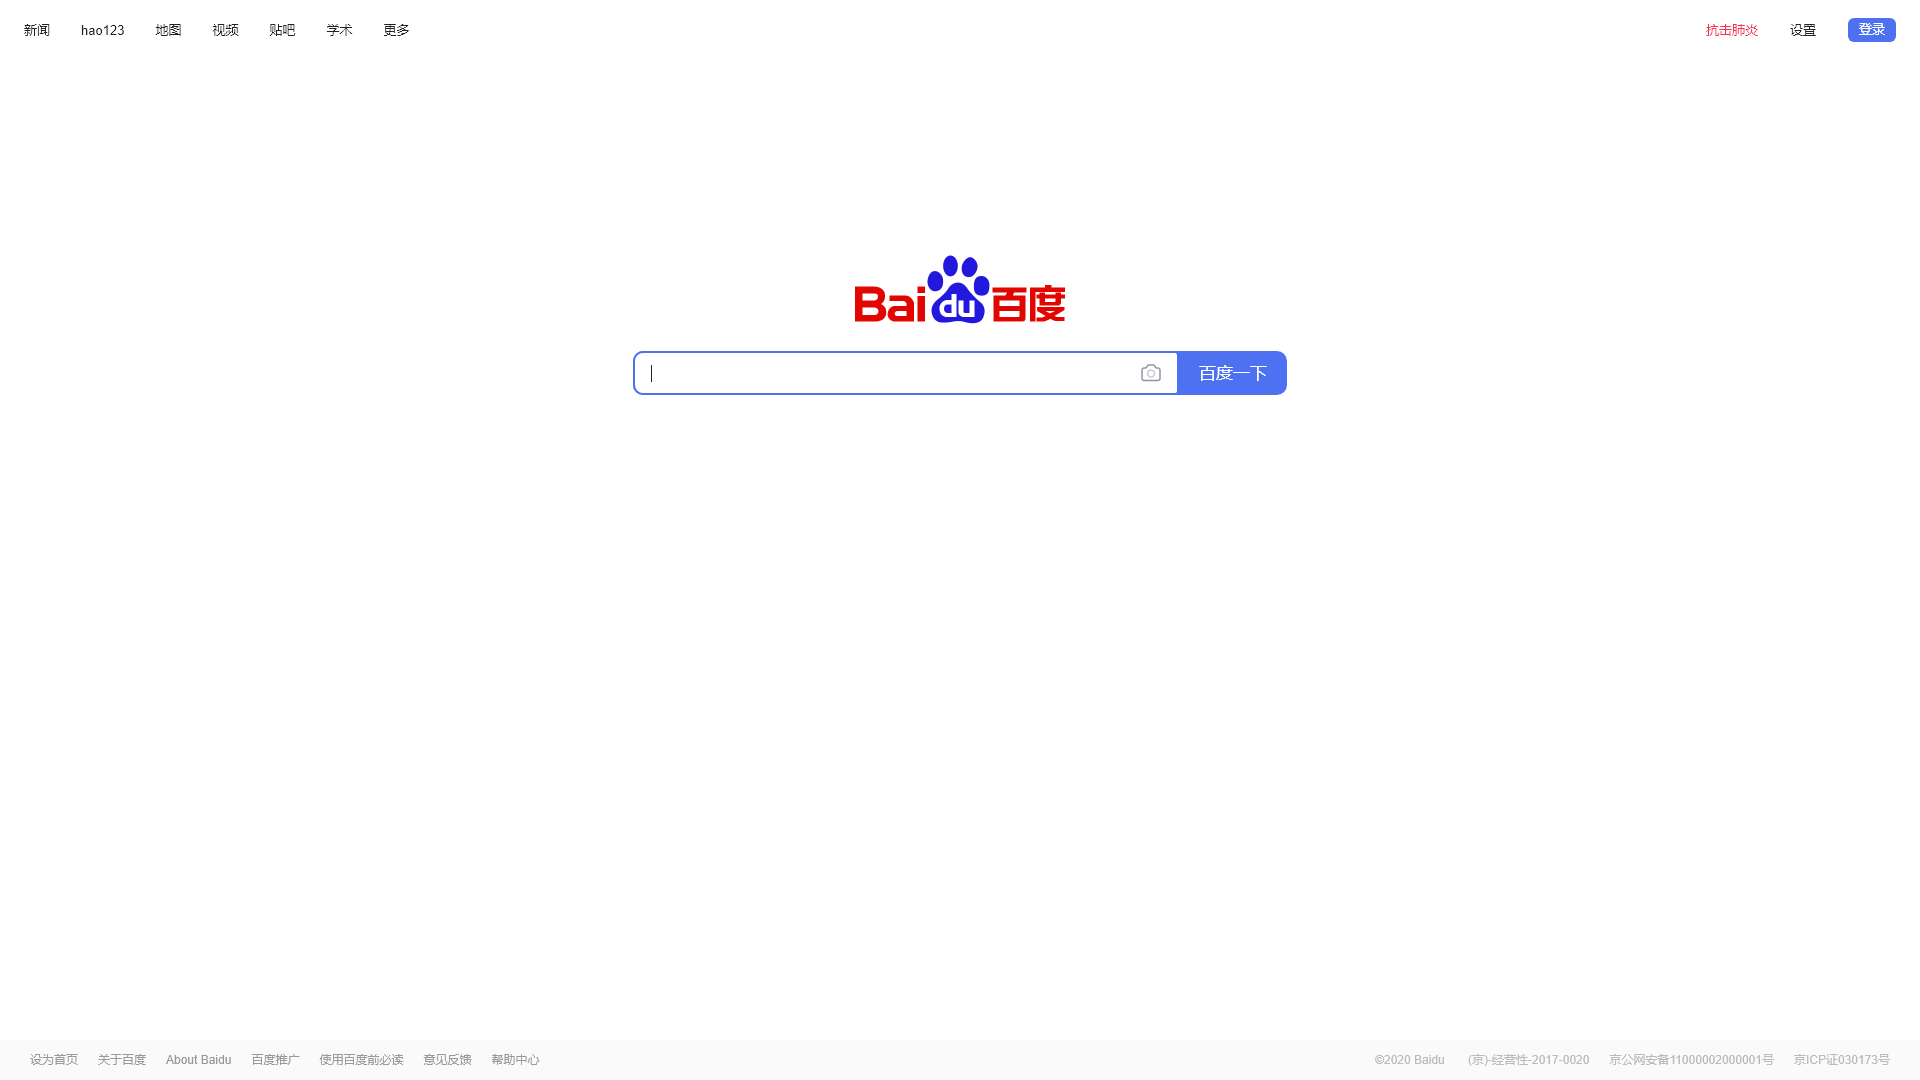 新闻 hao123 地图 视频 贴吧 学术 更多 抗击肺炎 设置 登录
Baidu百度
百度一下
设为首页 关于百度 About Baidu 百度推广 使用百度前必读 意见反馈 帮助中心 ©2020 Baidu (京)-经营性-2017-0020 京公网安备11000002000001号 京ICP证030173号